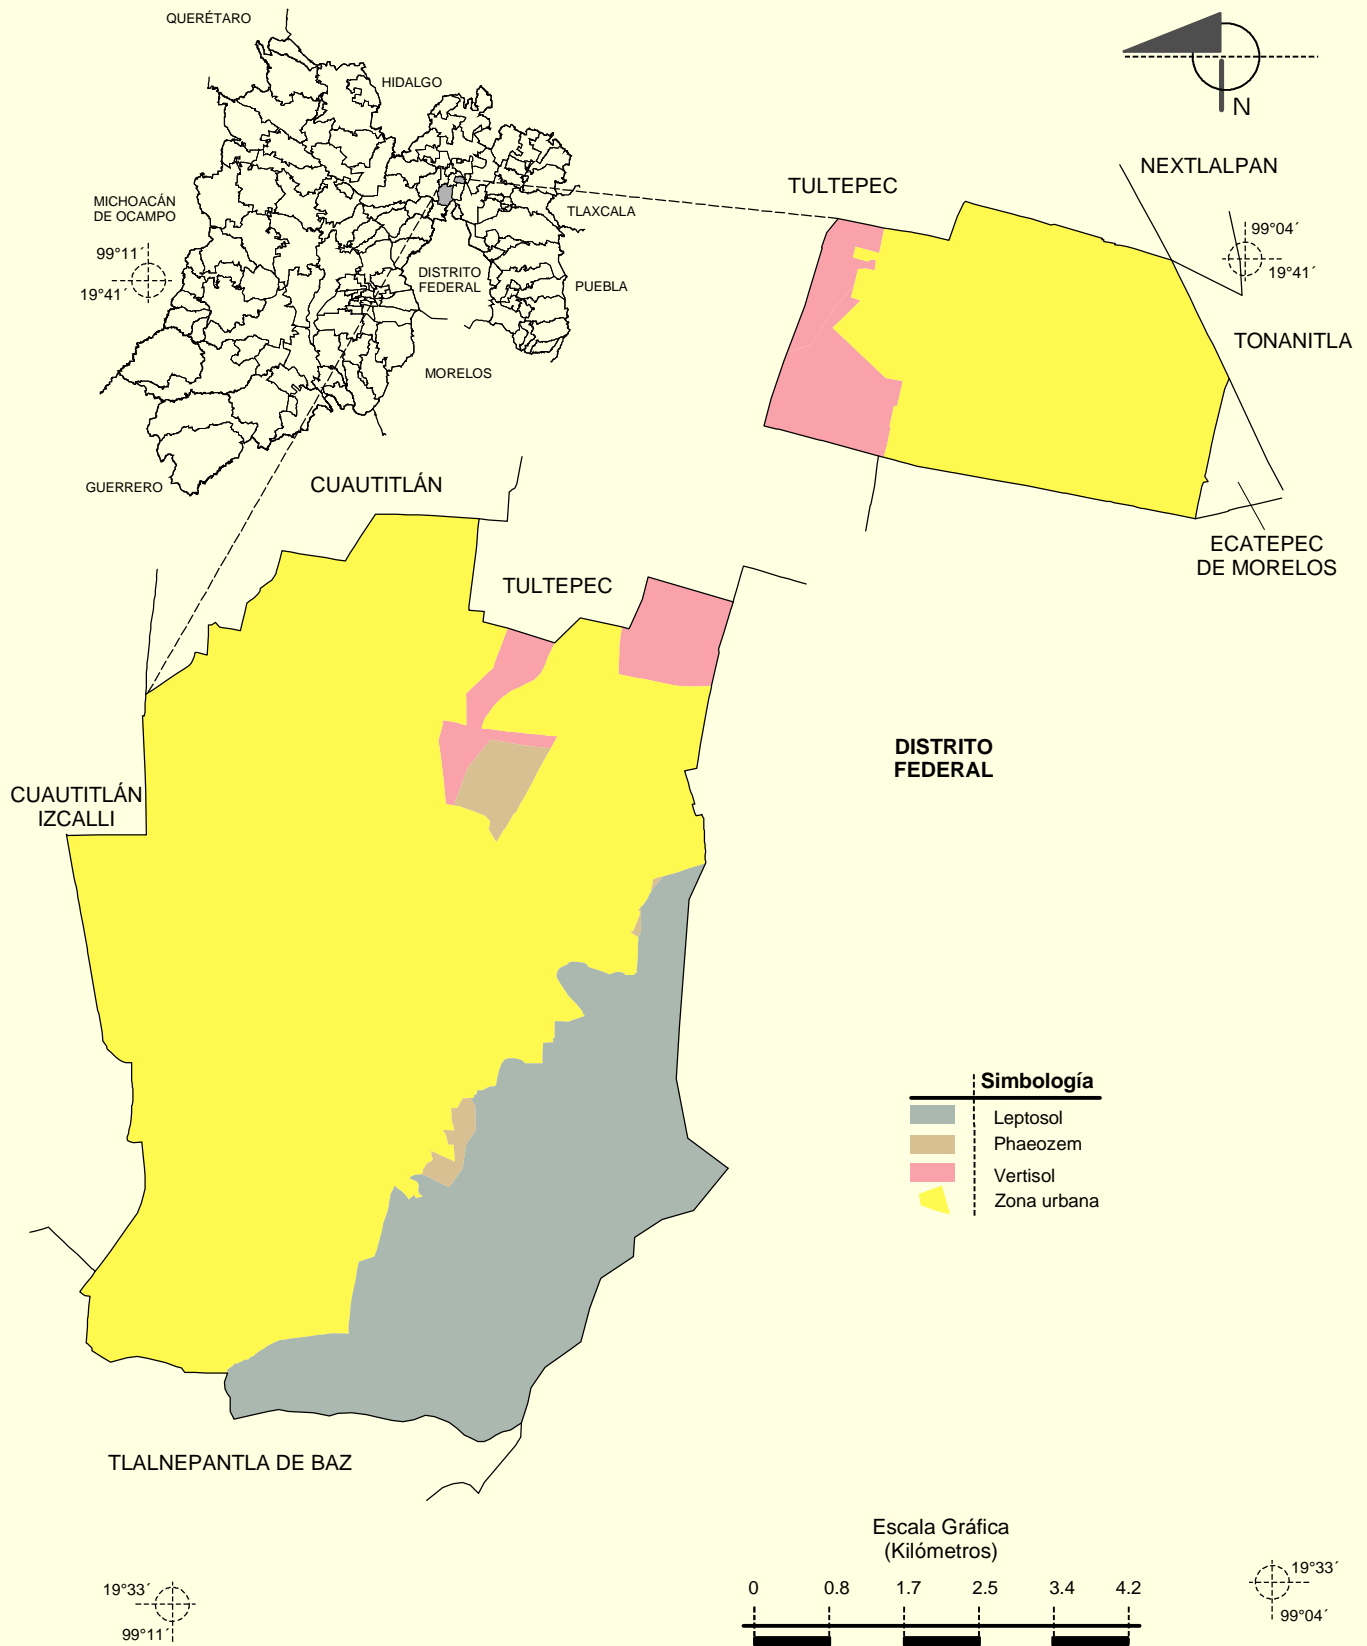 QUERÉTARO
HIDALGO
N
NEXTLALPAN
TULTEPEC
MICHOACÁN
DE OCAMPO
TLAXCALA
99°11´
19°41´
99°04´
19°41´
DISTRITO
FEDERAL
PUEBLA
TONANITLA
MORELOS
GUERRERO
CUAUTITLÁN
ECATEPEC
DE MORELOS
TULTEPEC
DISTRITO
FEDERAL
CUAUTITLÁN
IZCALLI
Simbología
Leptosol
Phaeozem
Vertisol
Zona urbana
TLALNEPANTLA DE BAZ
Escala Gráfica
(Kilómetros)
0 0.8 1.7 2.5 3.4 4.2
19°33´
99°11´
19°33´
99°04´